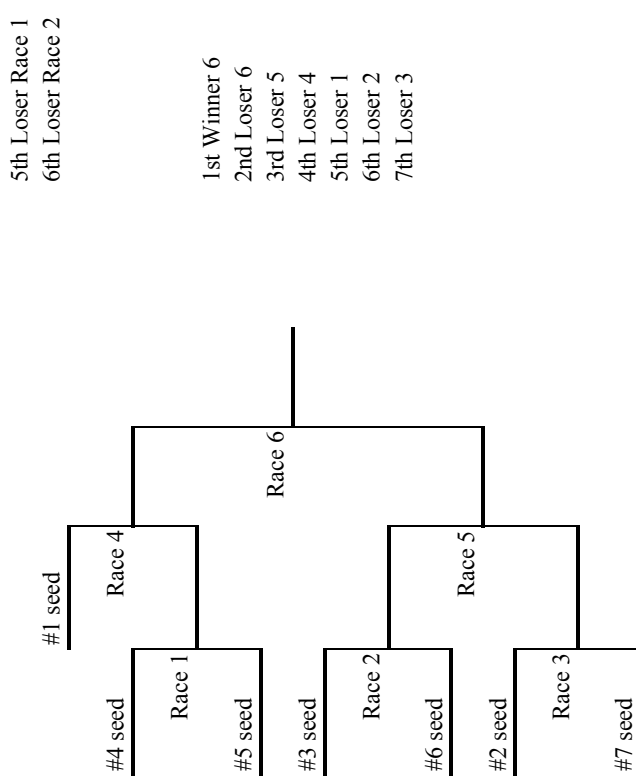 5th Loser Race 1
6th Loser Race 2
1st Winner 6
2nd Loser 6
3rd Loser 5
4th Loser 4
5th Loser 1
6th Loser 2
7th Loser 3
#1 seed
Race 4
#4 seed
Race 1
#5 seed
Race 6
#3 seed
Race 2
#6 seed
Race 5
#2 seed
Race 3
#7 seed